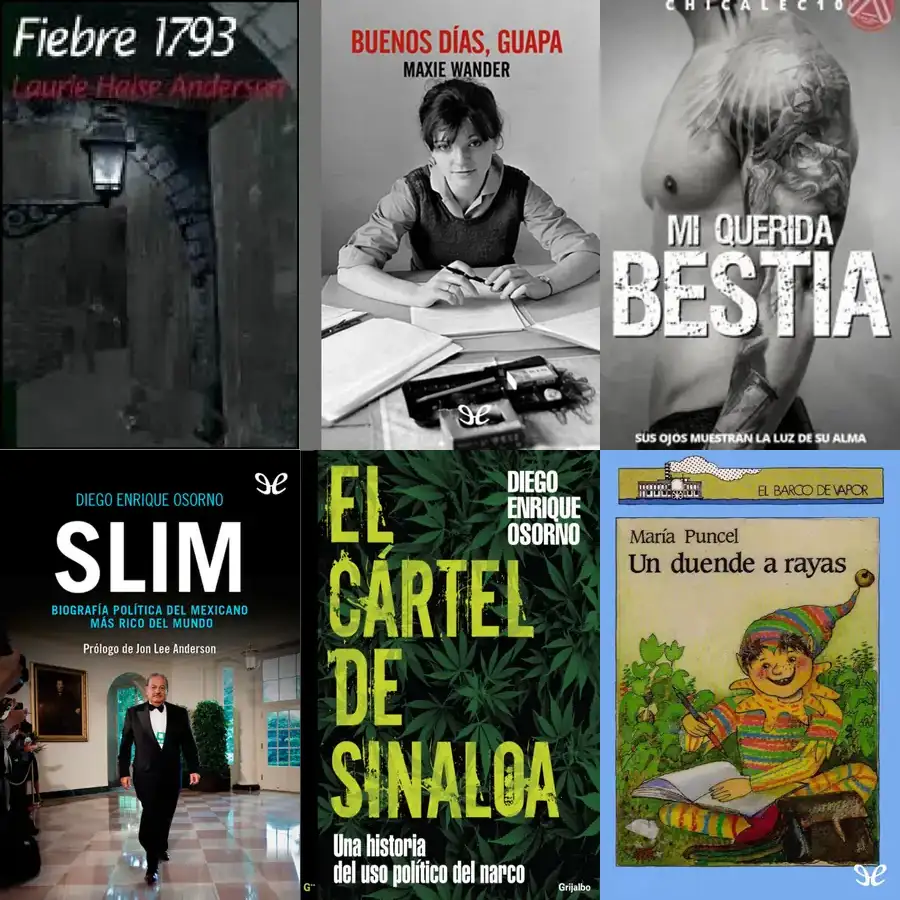 Fiebre 1793
Laurie Halse Anderson
BUENOS DÍAS, GUAPA
MAXIE WANDER
CHICALEC10
MI QUERIDA
BESTIA
SUS OJOS MUESTRAN LA LUZ DE SU ALMA
DIEGO ENRIQUE OSORNO
SLIM
BIOGRAFÍA POLÍTICA DEL MEXICANO
MÁS RICO DEL MUNDO
Prólogo de Jon Lee Anderson
EL
CÁRTEL
DE
SINALOA
DIEGO
ENRIQUE
OSORNO
Una historia
del uso político del narco
G
Grijalbo
EL BARCO DE VAPOR
María Puncel
Un duende a rayas